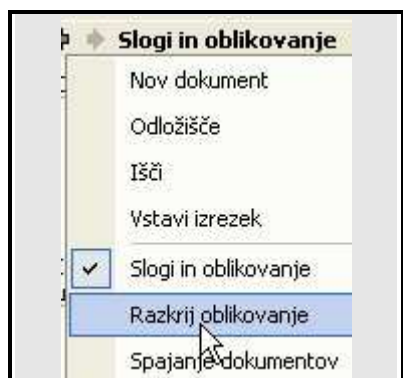 Slogi in oblikovanje
Nov dokument
Odložišče
Išči
Vstavi izrezek
Slogi in oblikovanje
Razkrij oblikovanje
Spajanje dokumentov